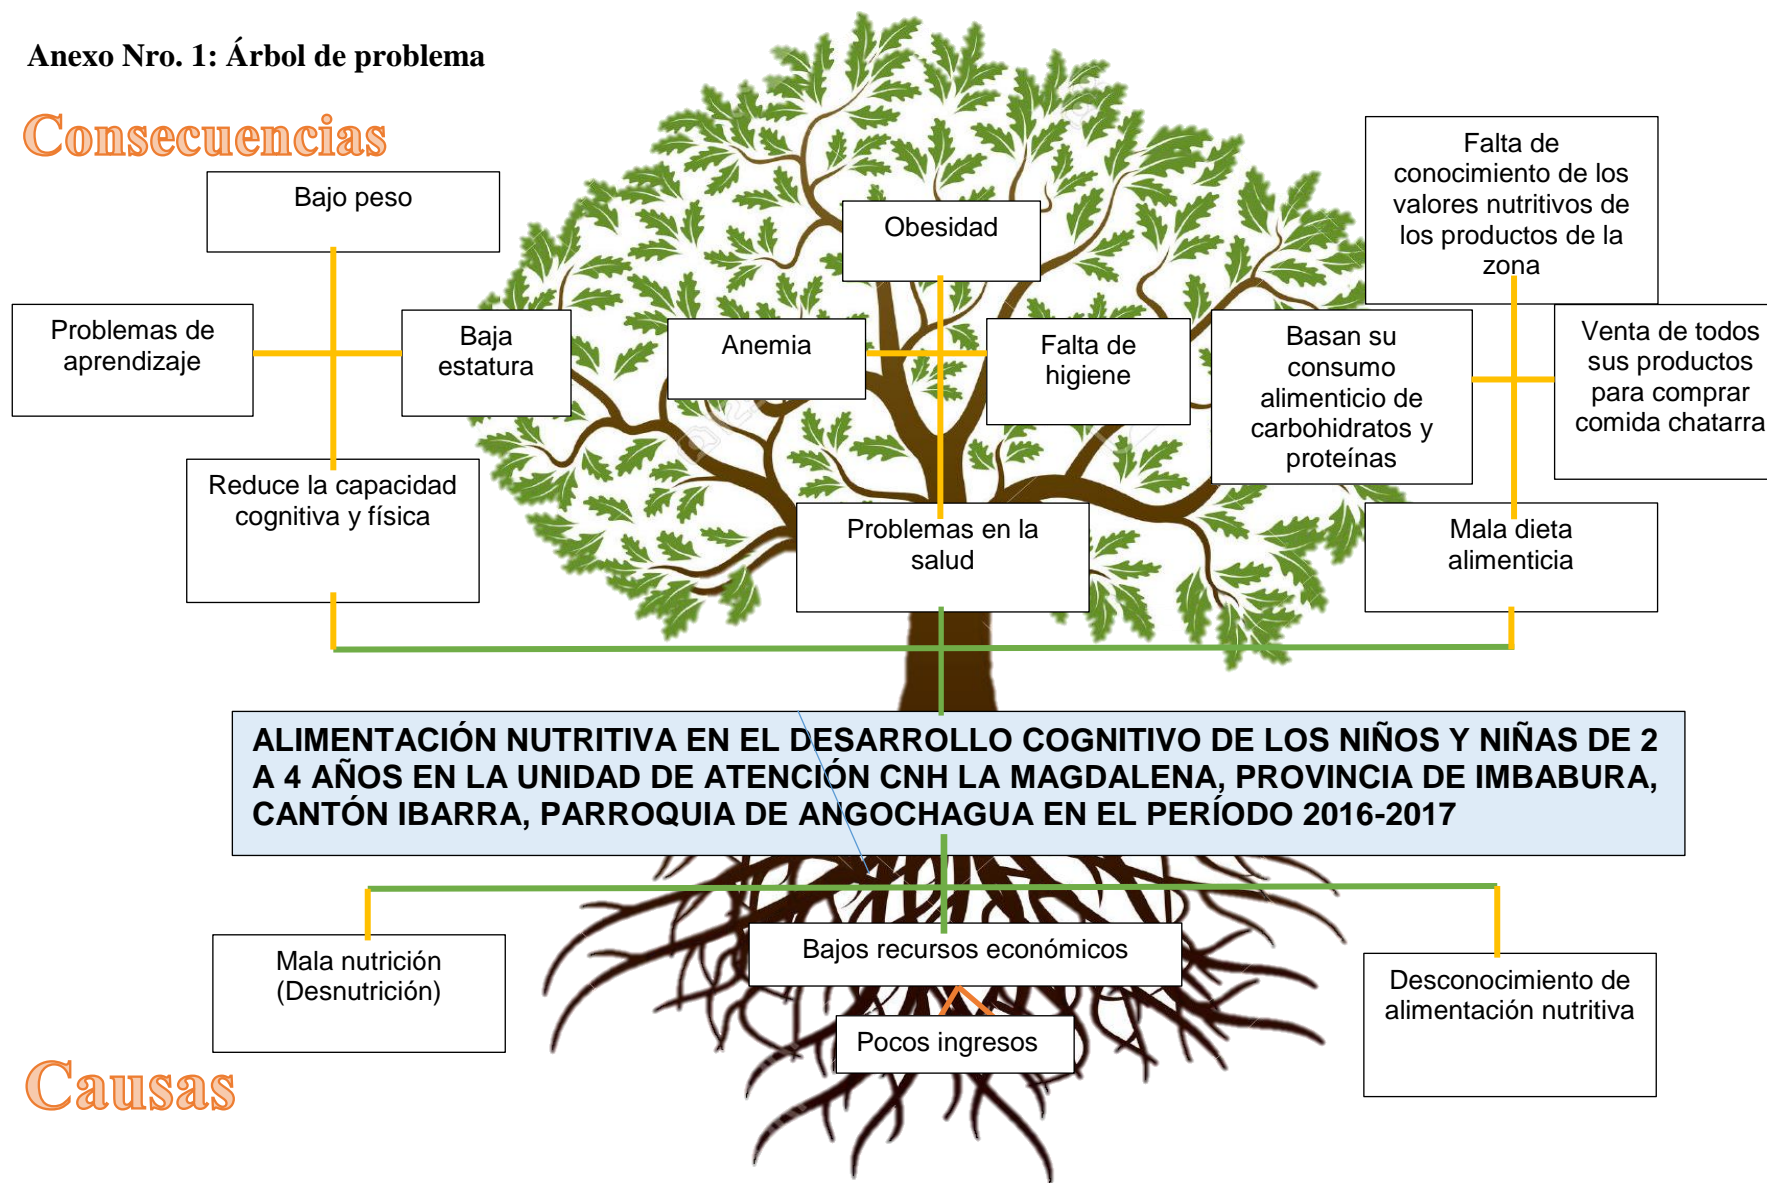 Anexo Nro. 1: Árbol de problema
Consecuencias
Bajo peso
Problemas de
aprendizaje
Baja
estatura
Reduce la capacidad
cognitiva y física
Obesidad
Anemia
Falta de
higiene
Problemas en la
salud
Falta de
conocimiento de los
valores nutritivos de
los productos de la
zona
Basan su
consumo
alimenticio de
carbohidratos y
proteínas
Venta de todos
sus productos
para comprar
comida chatarra
Mala dieta
alimenticia
ALIMENTACIÓN NUTRITIVA EN EL DESARROLLO COGNITIVO DE LOS NIÑOS Y NIÑAS DE 2
A 4 AÑOS EN LA UNIDAD DE ATENCIÓN CNH LA MAGDALENA, PROVINCIA DE IMBABURA,
CANTÓN IBARRA, PARROQUIA DE ANGOCHAGUA EN EL PERÍODO 2016-2017
Mala nutrición
(Desnutrición)
Bajos recursos económicos
Pocos ingresos
Desconocimiento de
alimentación nutritiva
Causas